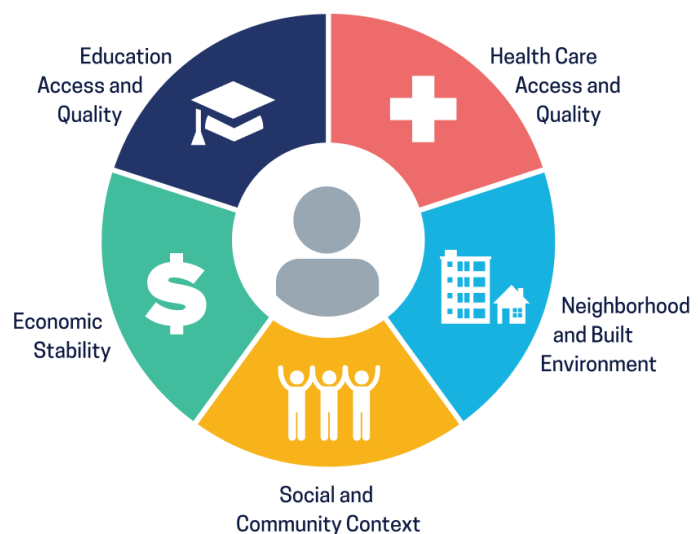 Education
Access and
Quality
Health Care
Access and
Quality
Economic
Stability
$
Neighborhood
and Built
Environment
Social and
Community Context